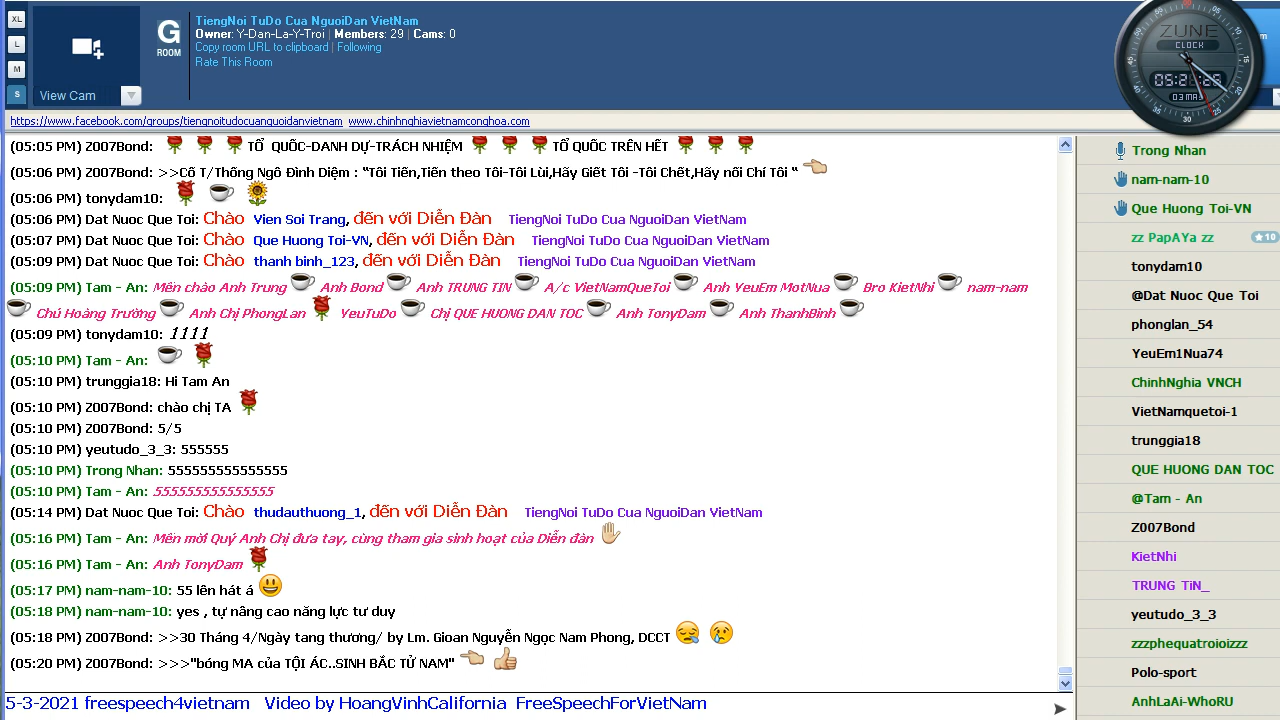 XL
L
M
S
View Cam
G
ROOM
TiengNoi TuDo Cua NguoiDan VietNam
Owner: Y-Dan-La-Y-Troi | Members: 29 | Cams: 0
Copy room URL to clipboard | Following
Rate This Room
ZUNE
CLOCK
03 MAY
https://www.facebook.com/groups/tiengnoitudocuanguoidanvietnam www.chinhnghiavietnamconghoa.com
(05:05 PM) Z007Bond: TỔ QUỐC-DANH DỰ-TRÁCH NHIỆM TỔ QUỐC TRÊN HẾT
(05:06 PM) Z007Bond: >>Cố T/Thống Ngô Đình Diệm : “Tôi Tiến,Tiến theo Tôi-Tôi Lùi,Hãy Giết Tôi -Tôi Chết,Hãy nối Chí Tôi “
(05:06 PM) tonydam10:
(05:06 PM) Dat Nuoc Que Toi: Chào Vien Soi Trang, đến với Diễn Đàn TiengNoi TuDo Cua NguoiDan VietNam
(05:07 PM) Dat Nuoc Que Toi: Chào Que Huong Toi-VN, đến với Diễn Đàn TiengNoi TuDo Cua NguoiDan VietNam
(05:09 PM) Dat Nuoc Que Toi: Chào thanh binh_123, đến với Diễn Đàn TiengNoi TuDo Cua NguoiDan VietNam
(05:09 PM) Tam - An: Mến chào Anh Trung Anh Bond Anh TRUNG TIN A/c VietNamQueToi Anh YeuEm MotNua Bro KietNhi nam-nam
Chú Hoàng Trường Anh Chị PhongLan YeuTuDo Chị QUE HUONG DAN TOC Anh TonyDam Anh ThanhBinh
(05:09 PM) tonydam10: 1111
(05:10 PM) Tam - An:
(05:10 PM) trunggia18: Hi Tam An
(05:10 PM) Z007Bond: chào chị TA
(05:10 PM) Z007Bond: 5/5
(05:10 PM) yeutudo_3_3: 555555
(05:10 PM) Trong Nhan: 555555555555555
(05:10 PM) Tam - An: 555555555555555
(05:14 PM) Dat Nuoc Que Toi: Chào thudauthuong_1, đến với Diễn Đàn TiengNoi TuDo Cua NguoiDan VietNam
(05:16 PM) Tam - An: Mến mời Quý Anh Chị đưa tay, cùng tham gia sinh hoạt của Diễn đàn
(05:16 PM) Tam - An: Anh TonyDam
(05:17 PM) nam-nam-10: 55 lên hát á
(05:18 PM) nam-nam-10: yes , tự nâng cao năng lực tư duy
(05:18 PM) Z007Bond: >>30 Tháng 4/Ngày tang thương/ by Lm. Gioan Nguyễn Ngọc Nam Phong, DCCT
(05:20 PM) Z007Bond: >>>"bóng MA của TỘI ÁC..SINH BẮC TỬ NAM"
5-3-2021 freespeech4vietnam Video by HoangVinhCalifornia FreeSpeechForVietNam
Trong Nhan
nam-nam-10
Que Huong Toi-VN
zz PapAYa zz 10
tonydam10
@Dat Nuoc Que Toi
phonglan_54
YeuEm1Nua74
ChinhNghia VNCH
VietNamquetoi-1
trunggia18
QUE HUONG DAN TOC
@Tam - An
Z007Bond
KietNhi
TRUNG TiN_
yeutudo_3_3
zzzphequatroioizzz
Polo-sport
AnhLaAi-WhoRU